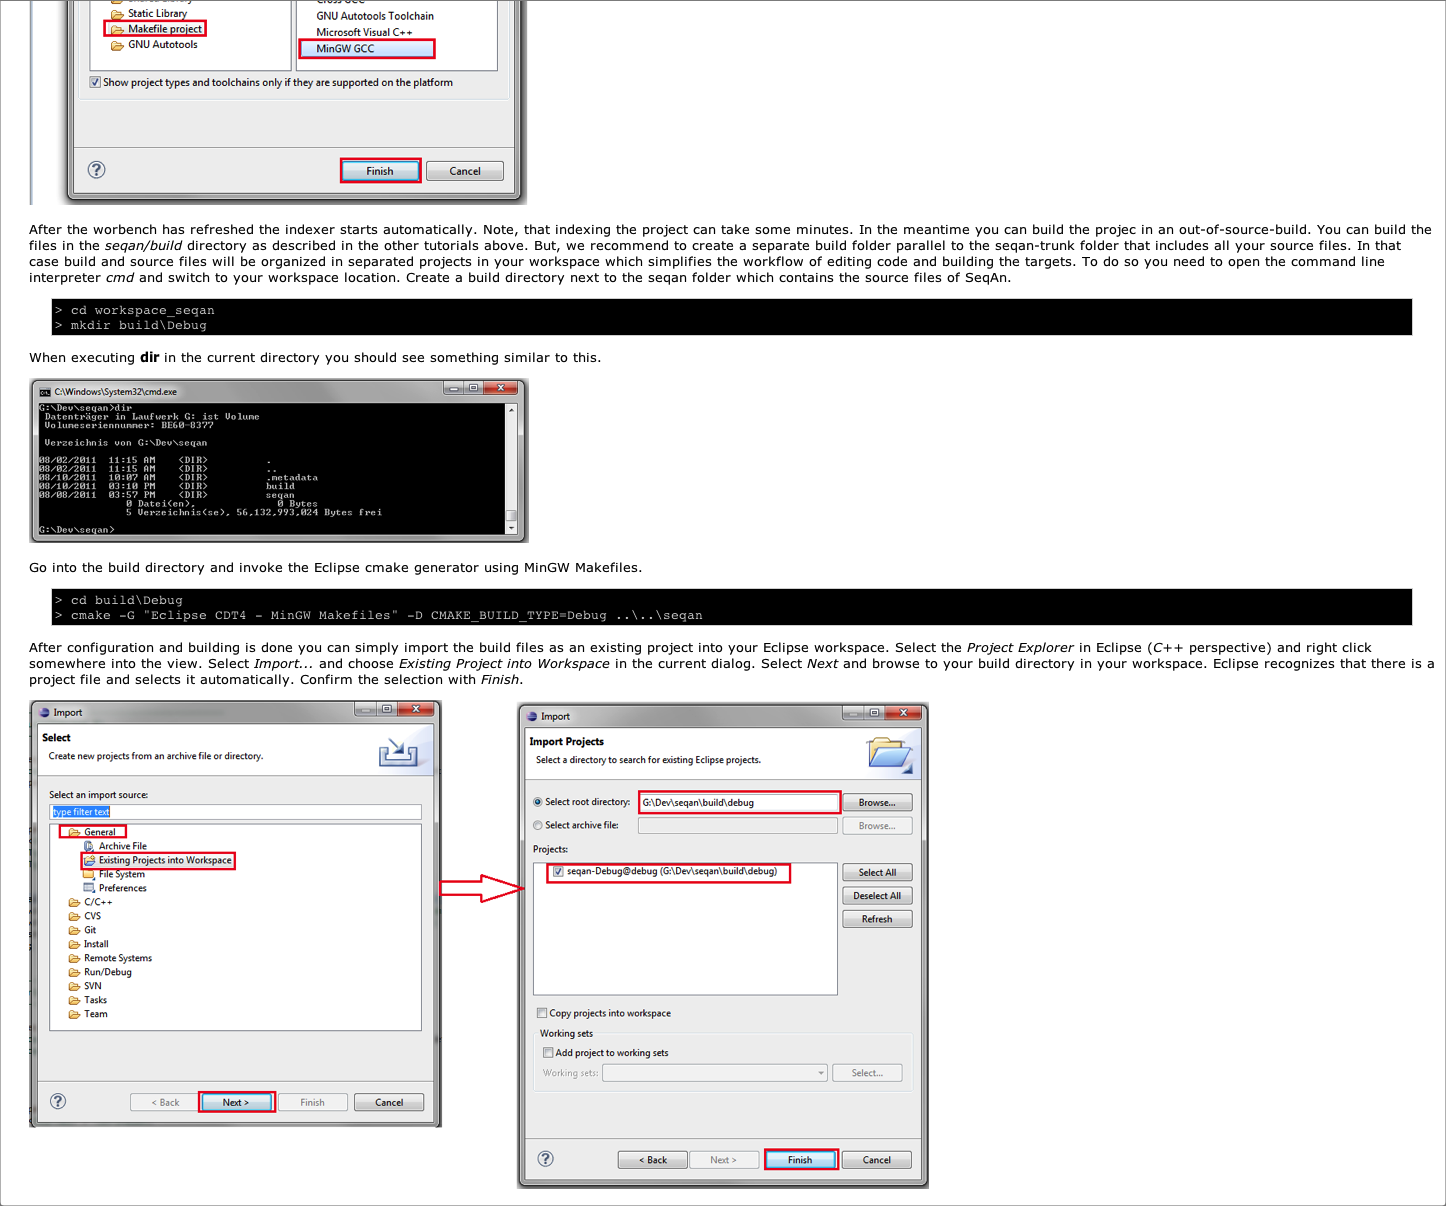 Static Library
Makefile project
GNU Autotools
GNU Autotools Toolchain
Microsoft Visual C++
MinGW GCC
Show project types and toolchains only if they are supported on the platform
Finish
Cancel
After the worbench has refreshed the indexer starts automatically. Note, that indexing the project can take some minutes. In the meantime you can build the projec in an out-of-source-build. You can build the
files in the seqan/build directory as described in the other tutorials above. But, we recommend to create a separate build folder parallel to the seqan-trunk folder that includes all your source files. In that
case build and source files will be organized in separated projects in your workspace which simplifies the workflow of editing code and building the targets. To do so you need to open the command line
interpreter cmd and switch to your workspace location. Create a build directory next to the seqan folder which contains the source files of SeqAn.
> cd workspace_seqan
> mkdir build\Debug
When executing dir in the current directory you should see something similar to this.
C:\Windows\System32\cmd.exe
G:\Dev\seqan>dir
Datenträger in Laufwerk G: ist Volume
Volumeseriennummer: BE60-8377
Verzeichnis von G:\Dev\seqan
08/02/2011 11:15 AM <DIR> .
08/02/2011 11:15 AM <DIR> ..
08/10/2011 10:07 AM <DIR> .metadata
08/10/2011 03:10 PM <DIR> build
08/08/2011 03:57 PM <DIR> seqan
0 Datei(en), 0 Bytes
5 Verzeichnis(se), 56,132,993,024 Bytes frei
G:\Dev\seqan>
Go into the build directory and invoke the Eclipse cmake generator using MinGW Makefiles.
> cd build\Debug
> cmake -G "Eclipse CDT4 - MinGW Makefiles" -D CMAKE_BUILD_TYPE=Debug ..\..\seqan
After configuration and building is done you can simply import the build files as an existing project into your Eclipse workspace. Select the Project Explorer in Eclipse (C++ perspective) and right click
somewhere into the view. Select Import... and choose Existing Project into Workspace in the current dialog. Select Next and browse to your build directory in your workspace. Eclipse recognizes that there is a
project file and selects it automatically. Confirm the selection with Finish.
Import
Select
Create new projects from an archive file or directory.
Select an import source:
type filter text
General
Archive File
Existing Projects into Workspace
File System
Preferences
C/C++
CVS
Git
Install
Remote Systems
Run/Debug
SVN
Tasks
Team
< Back
Next >
Finish
Cancel
Import
Import Projects
Select a directory to search for existing Eclipse projects.
Select root directory: G:\Dev\seqan\build\debug Browse...
Select archive file: Browse...
Projects:
seqan-Debug@debug (G:\Dev\seqan\build\debug)
Select All
Deselect All
Refresh
Copy projects into workspace
Working sets
Add project to working sets
Working sets: Select...
< Back
Next >
Finish
Cancel